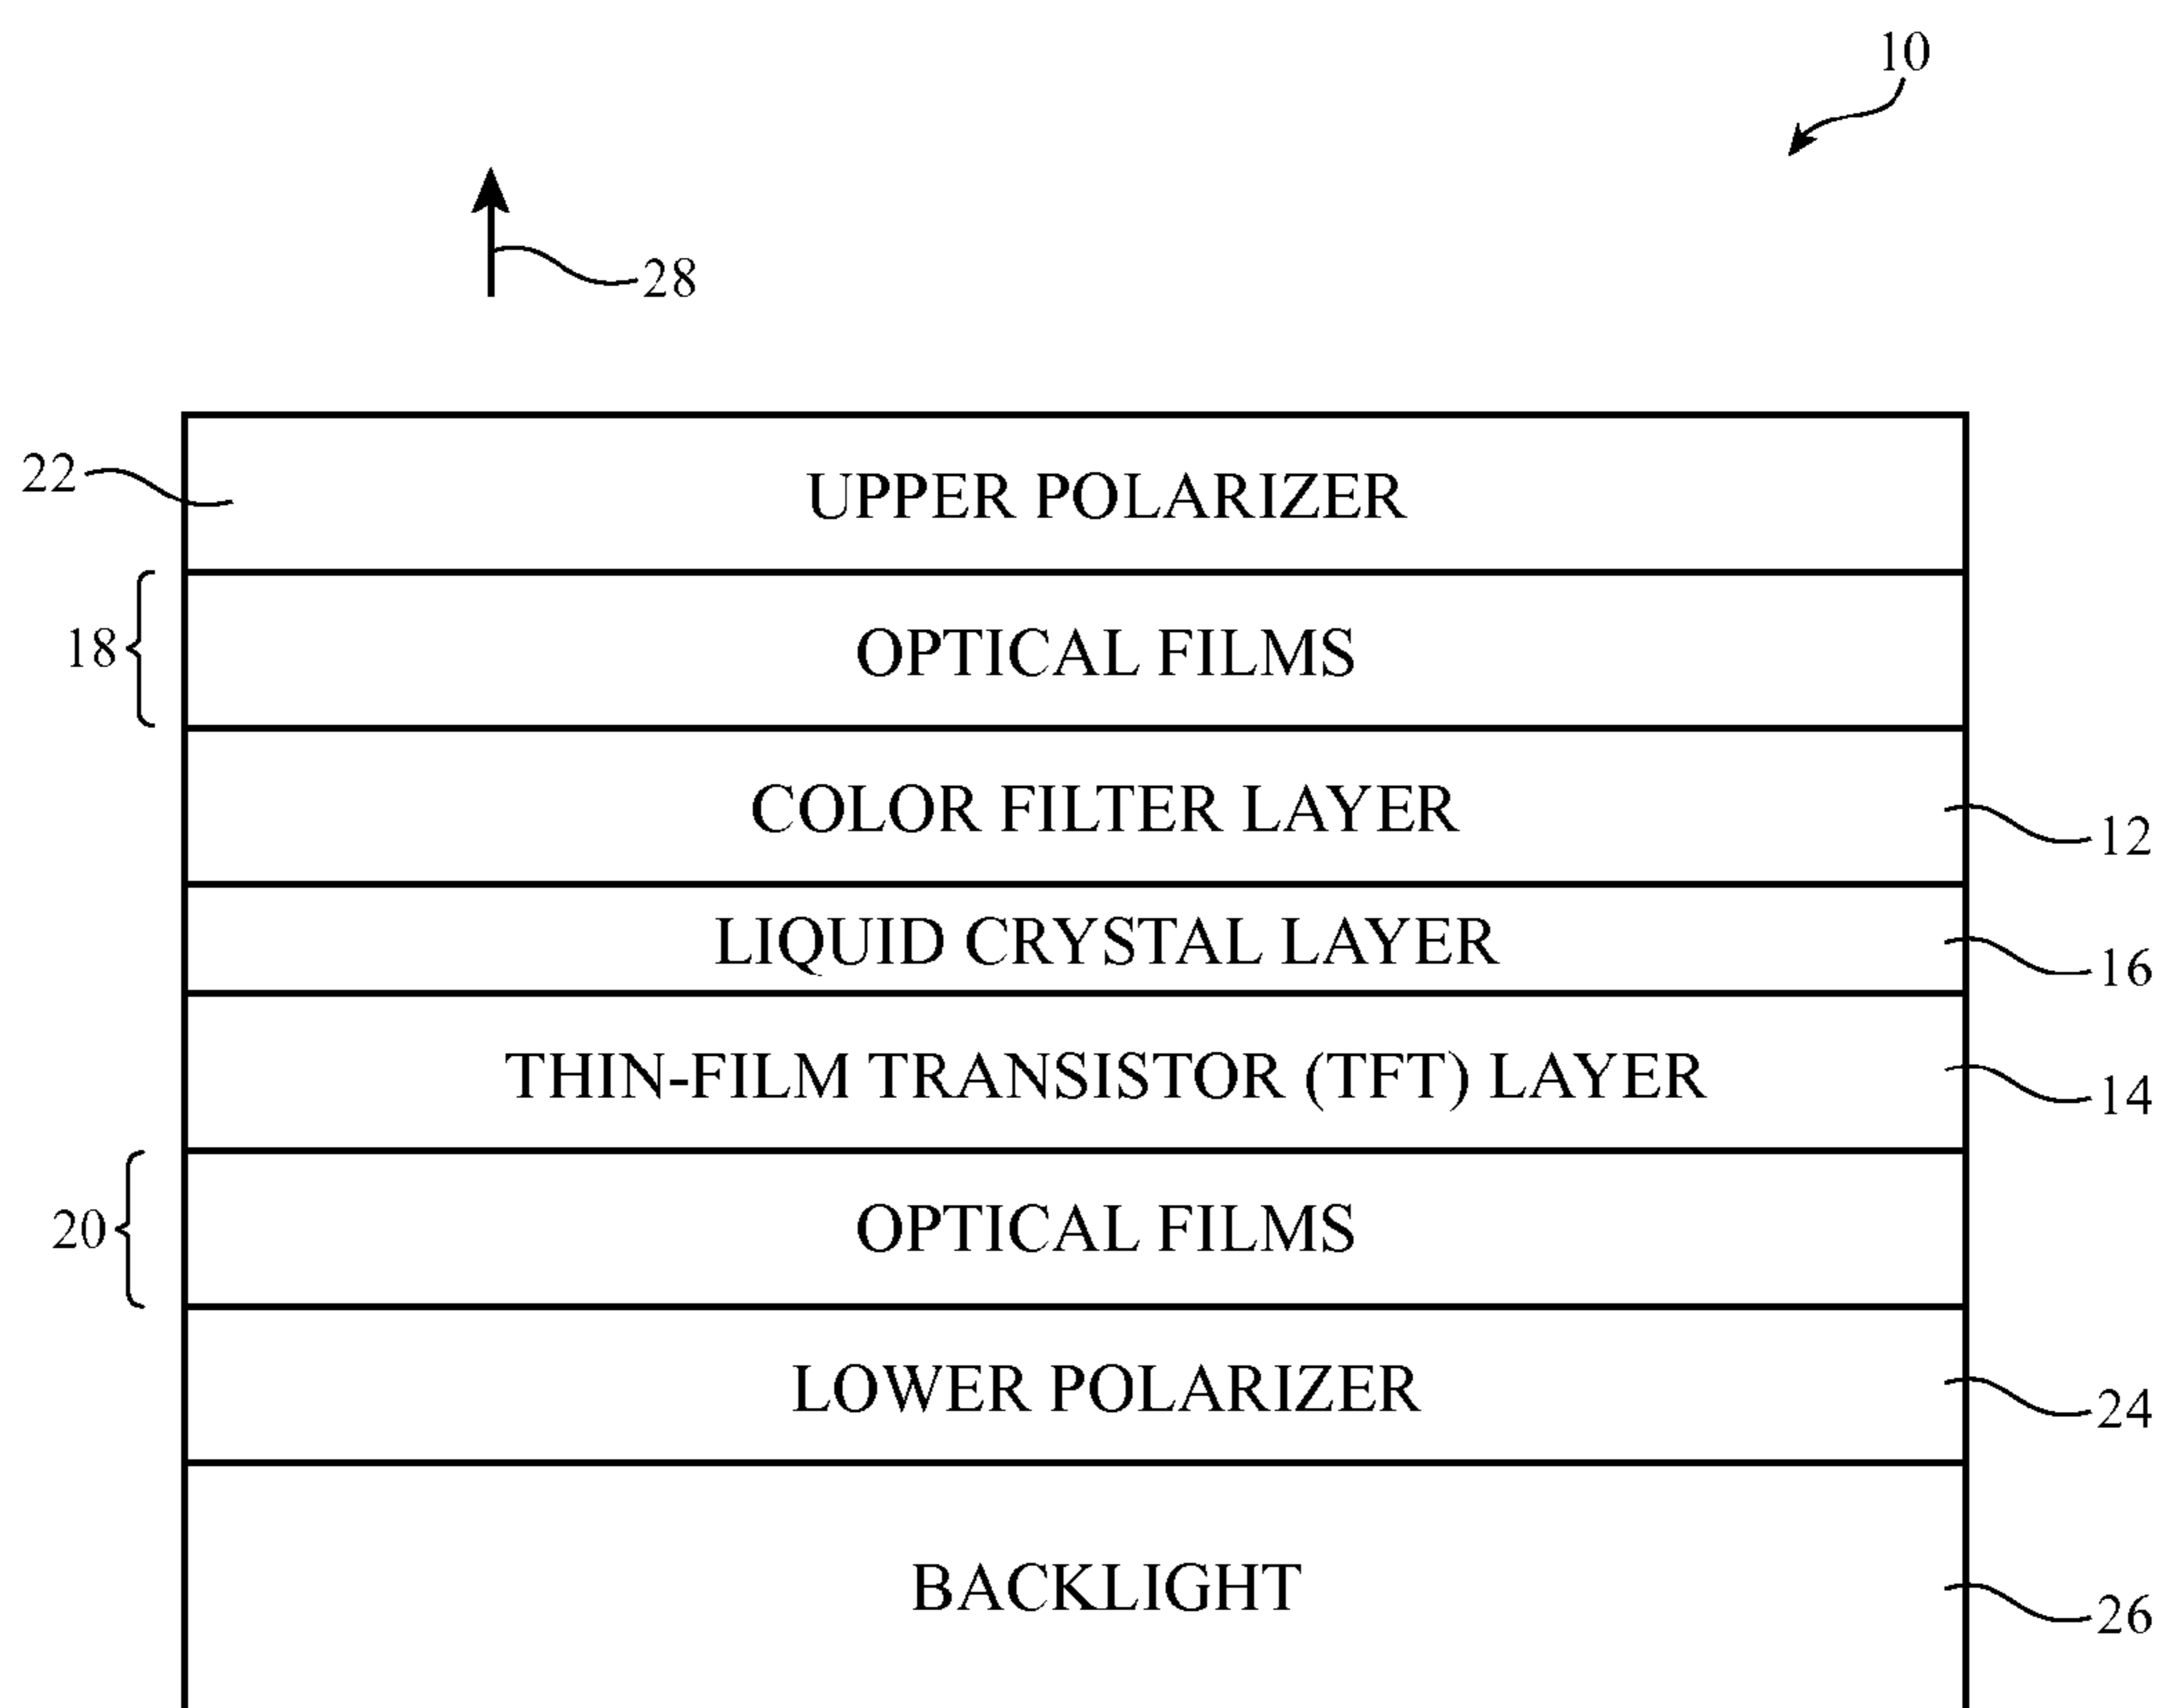 10
28
22
UPPER POLARIZER
18
OPTICAL FILMS
COLOR FILTER LAYER
12
LIQUID CRYSTAL LAYER
16
THIN-FILM TRANSISTOR (TFT) LAYER
14
20
OPTICAL FILMS
LOWER POLARIZER
24
BACKLIGHT
26